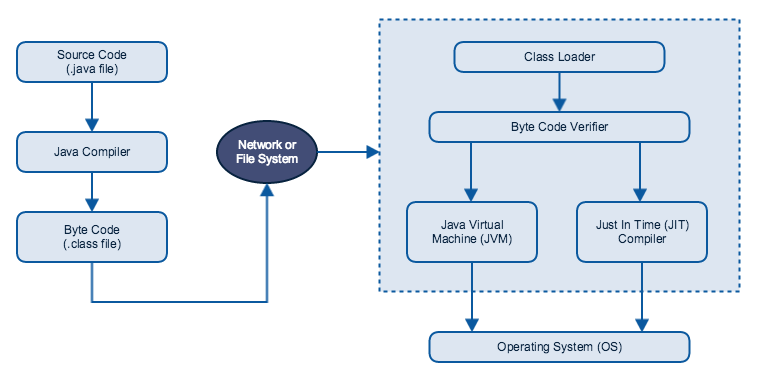 Source Code
(.java file)
Java Compiler
Byte Code
(.class file)
Network or
File System
Class Loader
Byte Code Verifier
Java Virtual
Machine (JVM)
Just In Time (JIT)
Compiler
Operating System (OS)